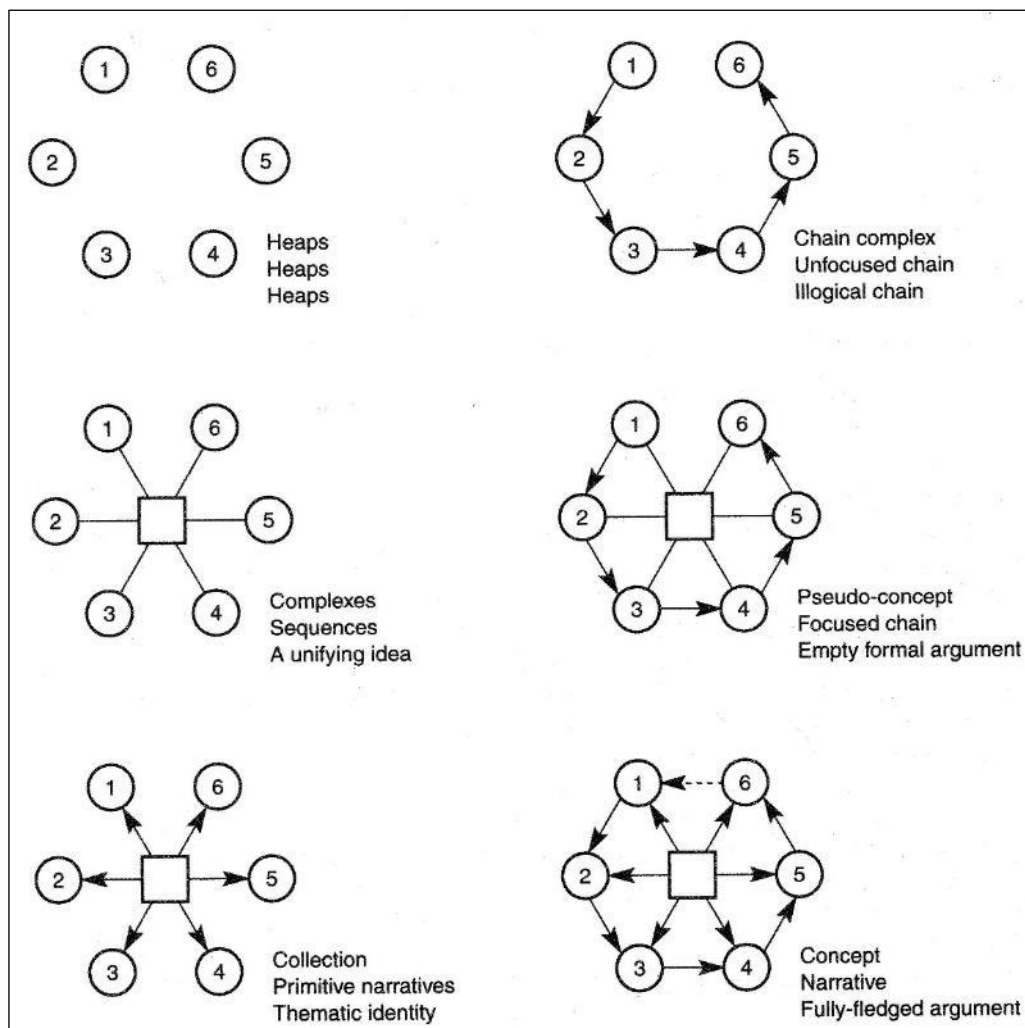 1 6
2 5
3 4
Heaps
Heaps
Heaps
1 6
2 5
3 4
Chain complex
Unfocused chain
Illogical chain
1 6
2 5
3 4
Complexes
Sequences
A unifying idea
1 6
2 5
3 4
Pseudo-concept
Focused chain
Empty formal argument
1 6
2 5
3 4
Collection
Primitive narratives
Thematic identity
1 6
2 5
3 4
Concept
Narrative
Fully-fledged argument